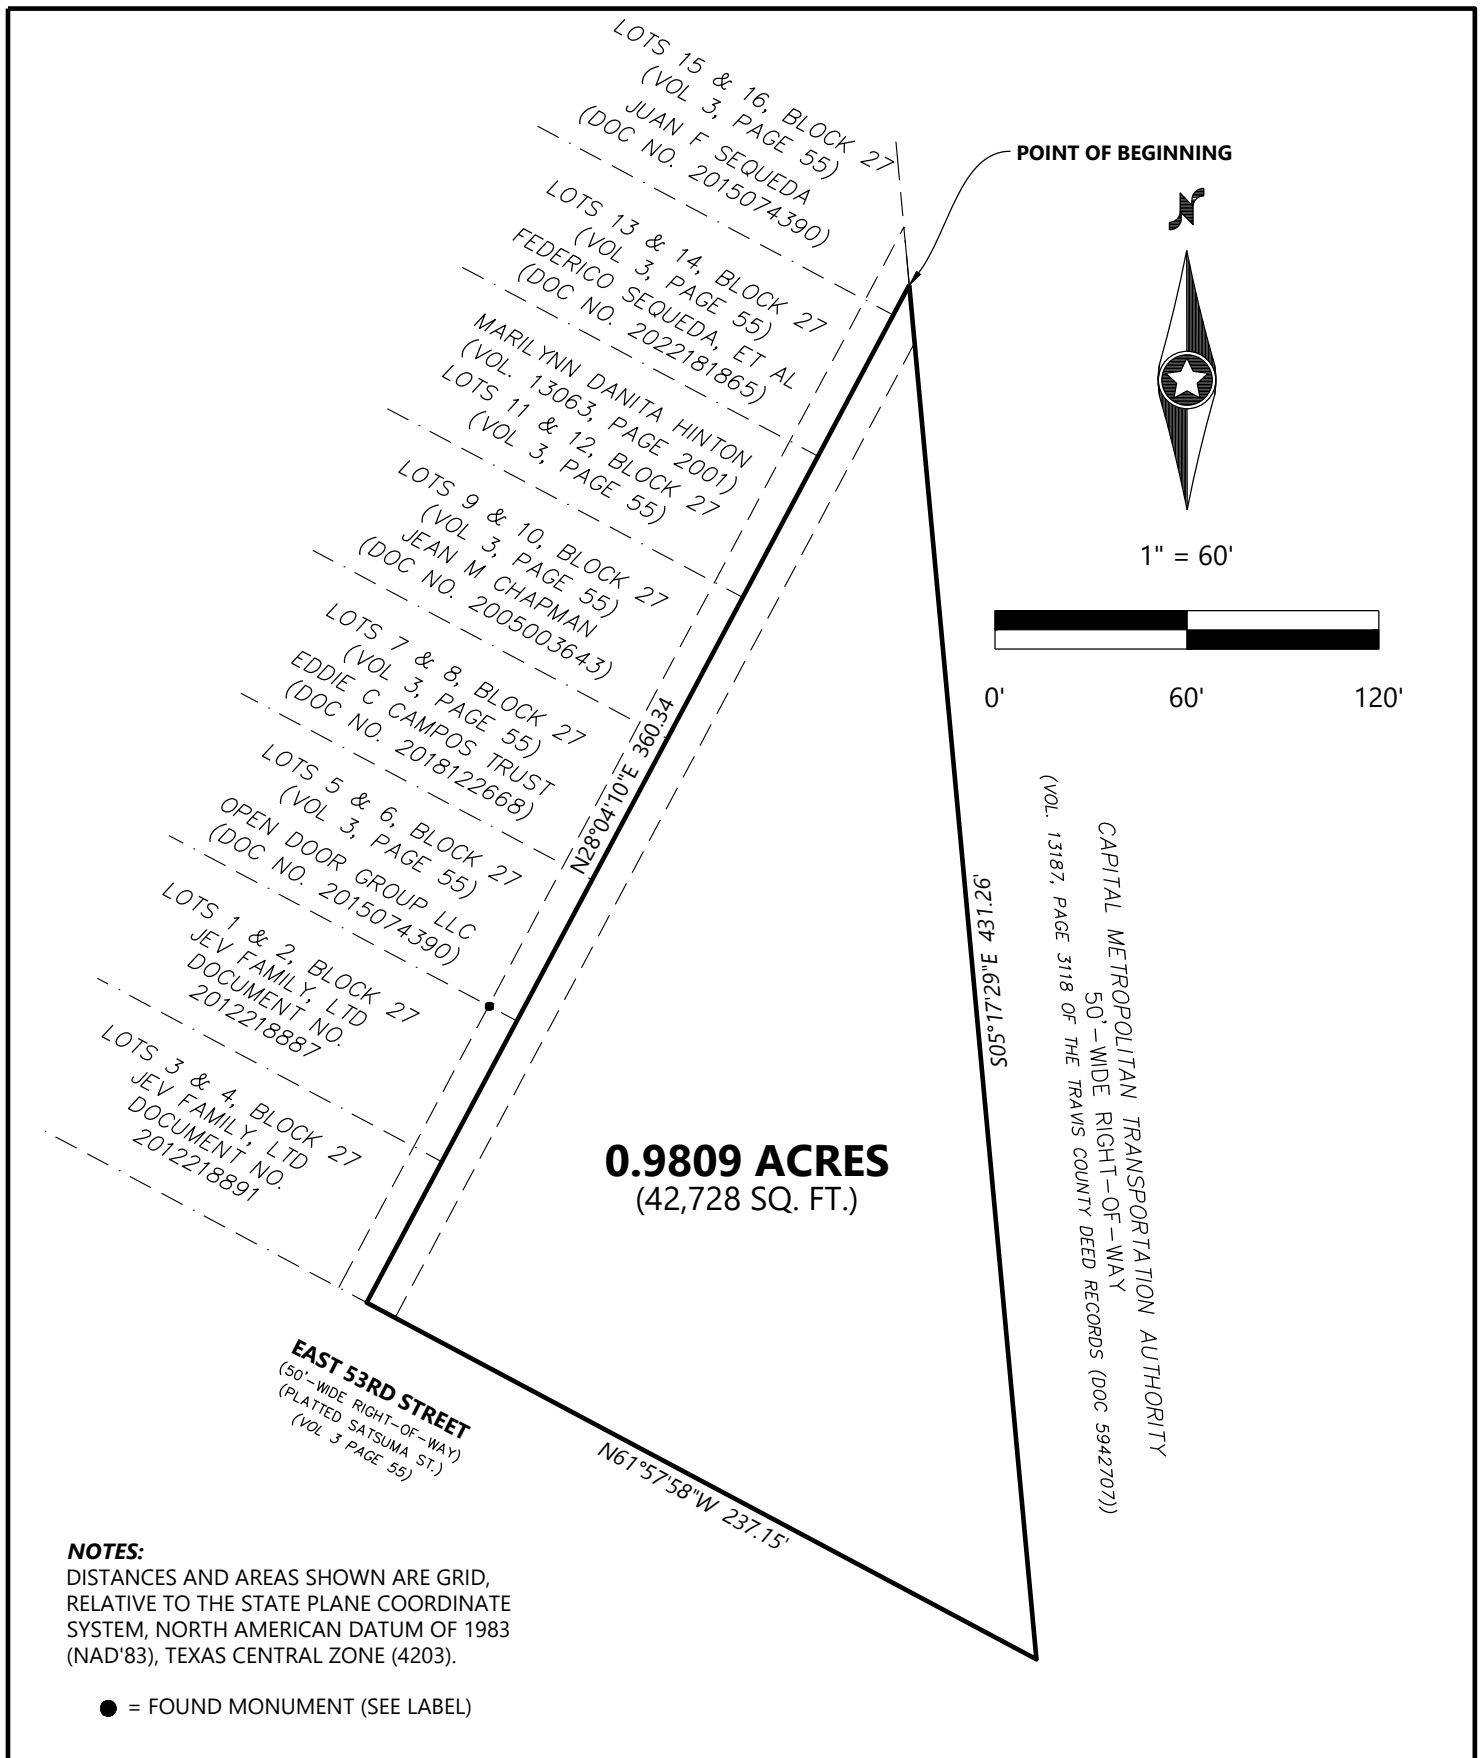 LOTS 15 & 16, BLOCK 27
(VOL 3, PAGE 55)
JUAN F SEQUEDA
(DOC NO. 2015074390)
POINT OF BEGINNING
N
LOTS 13 & 14, BLOCK 27
(VOL 3, PAGE 55)
FEDERICO SEQUEDA, ET AL
(DOC NO. 2022181865)
MARILYNN DANITA HINTON
(VOL. 13063, PAGE 2001)
LOTS 11 & 12, BLOCK 27
(VOL 3, PAGE 55)
1" = 60'
0' 60' 120'
LOTS 9 & 10, BLOCK 27
(VOL 3, PAGE 55)
JEAN M CHAPMAN
(DOC NO. 2005003643)
LOTS 7 & 8, BLOCK 27
(VOL 3, PAGE 55)
EDDIE C CAMPOS TRUST
(DOC NO. 2018122668)
N28°04'10"E 360.34
LOTS 5 & 6, BLOCK 27
(VOL 3, PAGE 55)
OPEN DOOR GROUP LLC
(DOC NO. 2015074390)
LOTS 1 & 2, BLOCK 27
JEV FAMILY, LTD
DOCUMENT NO.
2012218887
LOTS 3 & 4, BLOCK 27
JEV FAMILY, LTD
DOCUMENT NO.
2012218891
S05°17'29"E 431.26'
CAPITAL METROPOLITAN TRANSPORTATION AUTHORITY
50'-WIDE RIGHT-OF-WAY
(VOL. 13187, PAGE 3118 OF THE TRAVIS COUNTY DEED RECORDS (DOC 5942707))
0.9809 ACRES
(42,728 SQ. FT.)
EAST 53RD STREET
(50'-WIDE RIGHT-OF-WAY)
(PLATTED SATSUMA ST.)
(VOL 3 PAGE 55)
N61°57'58"W 237.15'
NOTES:
DISTANCES AND AREAS SHOWN ARE GRID,
RELATIVE TO THE STATE PLANE COORDINATE
SYSTEM, NORTH AMERICAN DATUM OF 1983
(NAD'83), TEXAS CENTRAL ZONE (4203).
= FOUND MONUMENT (SEE LABEL)